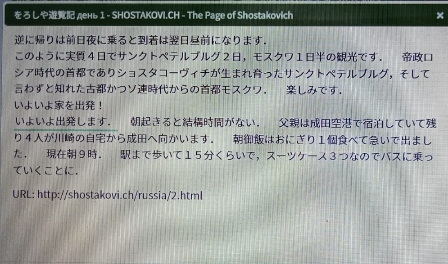 をろしや遊覧記 день 1 - SHOSTAKOVI.CH - The Page of Shostakovich
逆に帰りは前日夜に乗ると到着は翌日昼前になります．
このように実質４日でサンクトペテルブルグ２日，モスクワ１日半の観光です．　帝政ロ
シア時代の首都でありショスタコーヴィチが生まれ育ったサンクトペテルブルグ，そして
言わずと知れた古都かつソ連時代からの首都モスクワ．　楽しみです．
いよいよ家を出発！
いよいよ出発します．　朝起きると結構時間がない．　父親は成田空港で宿泊していて残
り４人が川崎の自宅から成田へ向かいます．　朝御飯はおにぎり１個食べて急いで出まし
た．　現在朝９時．　駅まで歩いて１５分くらいで，スーツケース３つなのでバスに乗っ
ていくことに．
URL: http://shostakovi.ch/russia/2.html